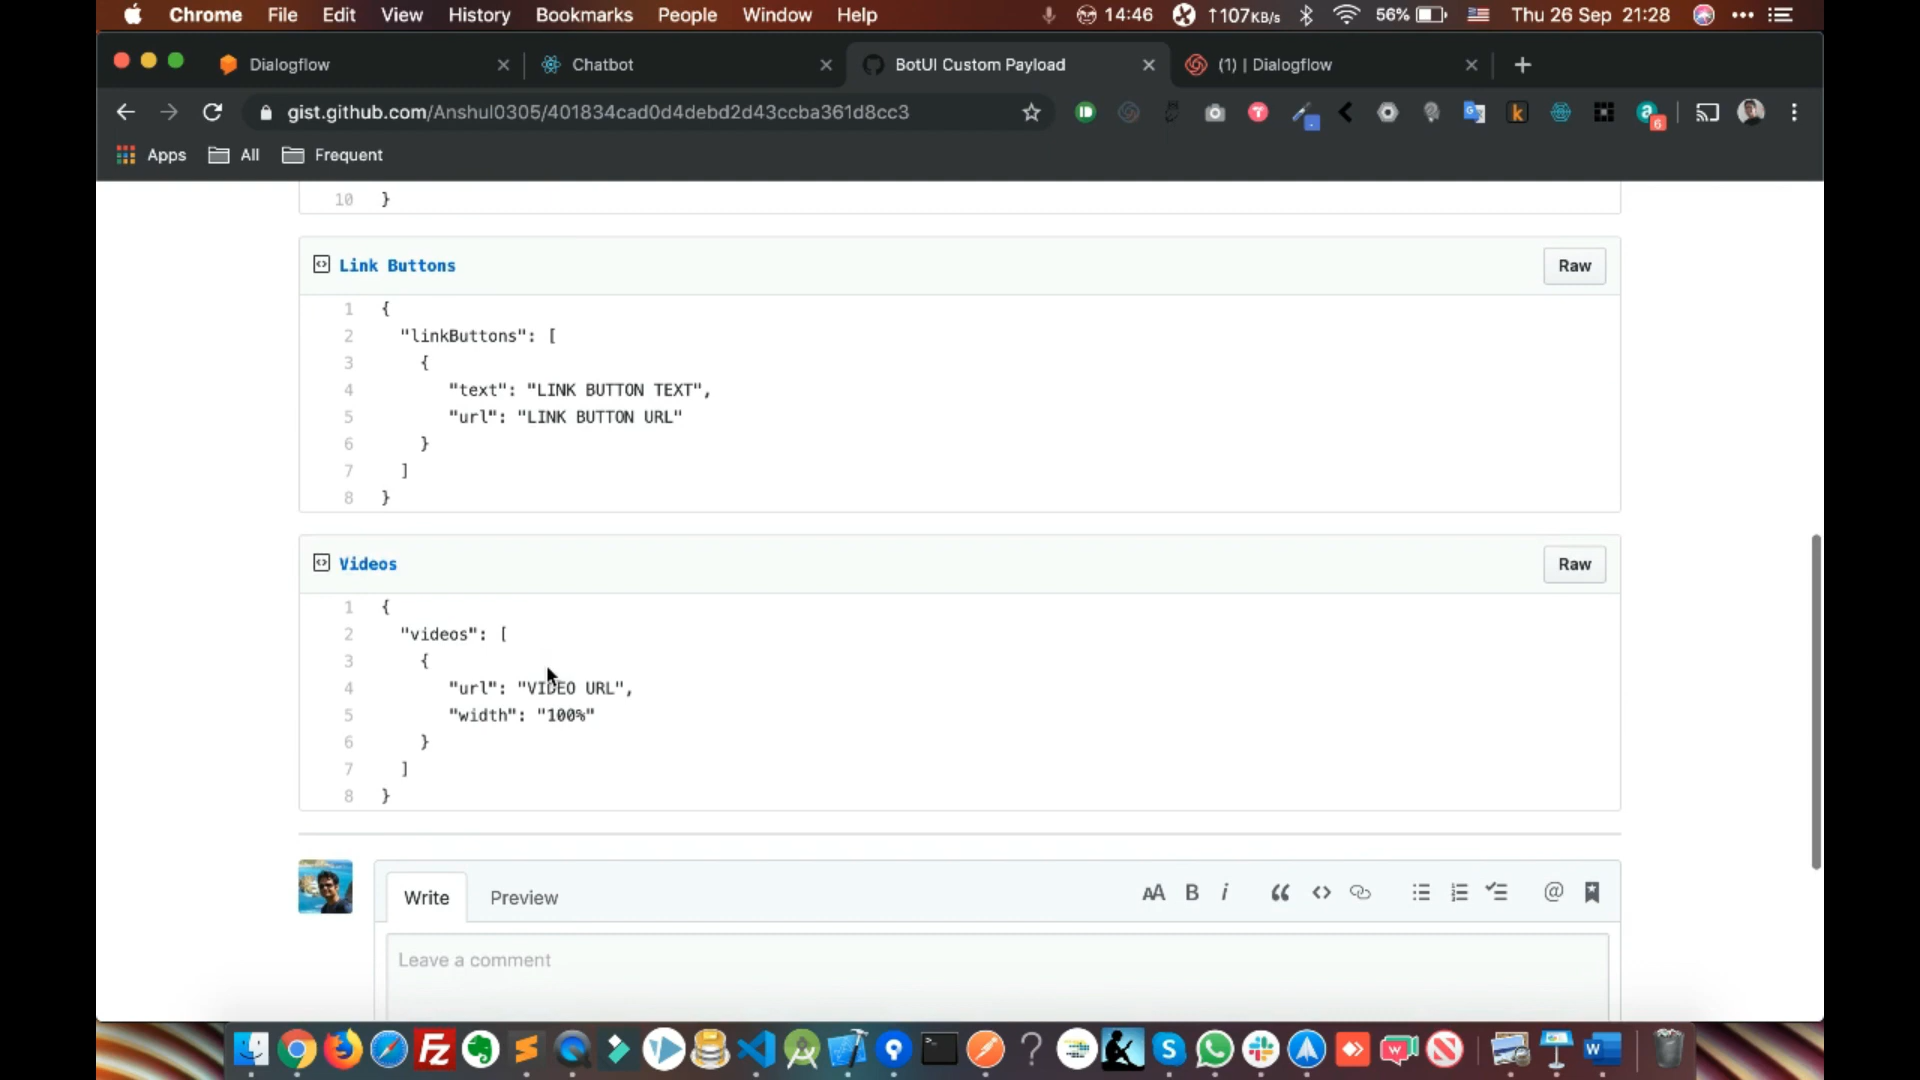 Chrome File Edit View History Bookmarks People Window Help 14:46 ↑107KB/s 56% Thu 26 Sep 21:28
Dialogflow Chatbot BotUI Custom Payload (1) | Dialogflow
gist.github.com/Anshul0305/401834cad0d4debd2d43ccba361d8cc3 6
Apps All Frequent
10 }
Link Buttons Raw
1 {
2 "linkButtons": [
3 {
4 "text": "LINK BUTTON TEXT",
5 "url": "LINK BUTTON URL"
6 }
7 ]
8 }
Videos Raw
1 {
2 "videos": [
3 {
4 "url": "VIDEO URL",
5 "width": "100%"
6 }
7 ]
8 }
Write Preview
Leave a comment